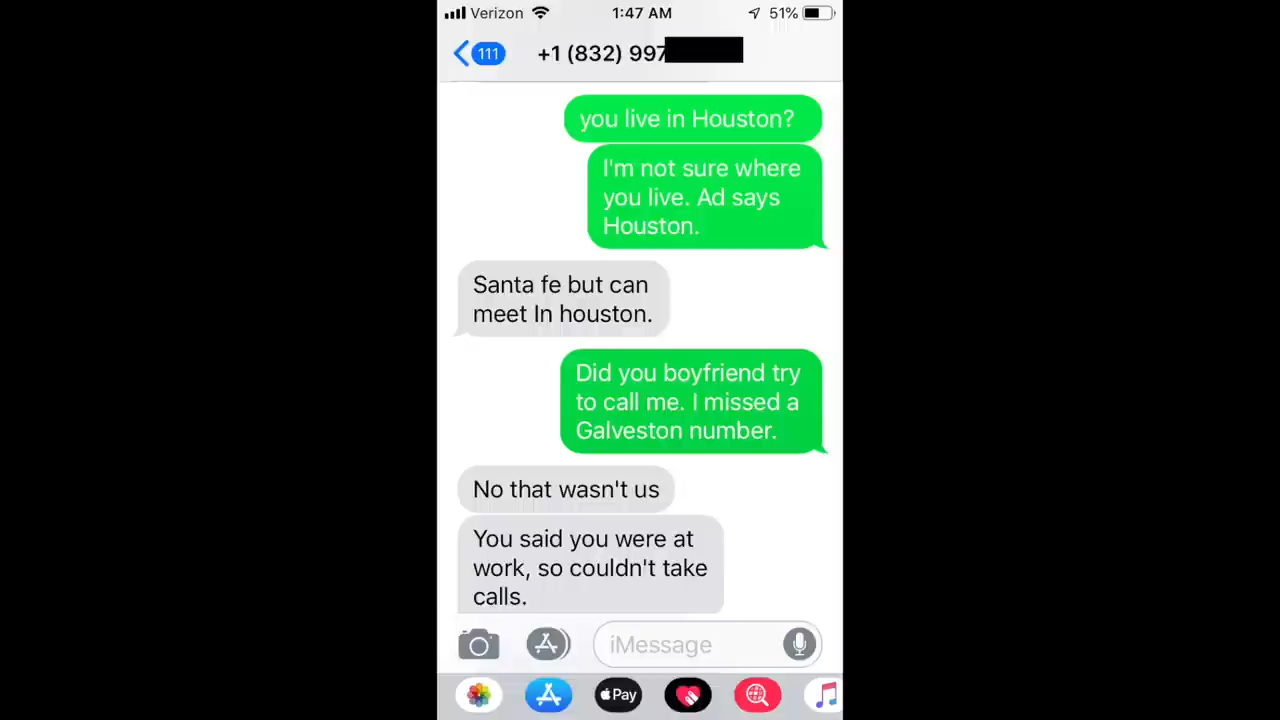 Verizon 1:47 AM 51%
111 +1 (832) 997
you live in Houston?
I'm not sure where
you live. Ad says
Houston.
Santa fe but can
meet In houston.
Did you boyfriend try
to call me. I missed a
Galveston number.
No that wasn't us
You said you were at
work, so couldn't take
calls.
iMessage
Pay